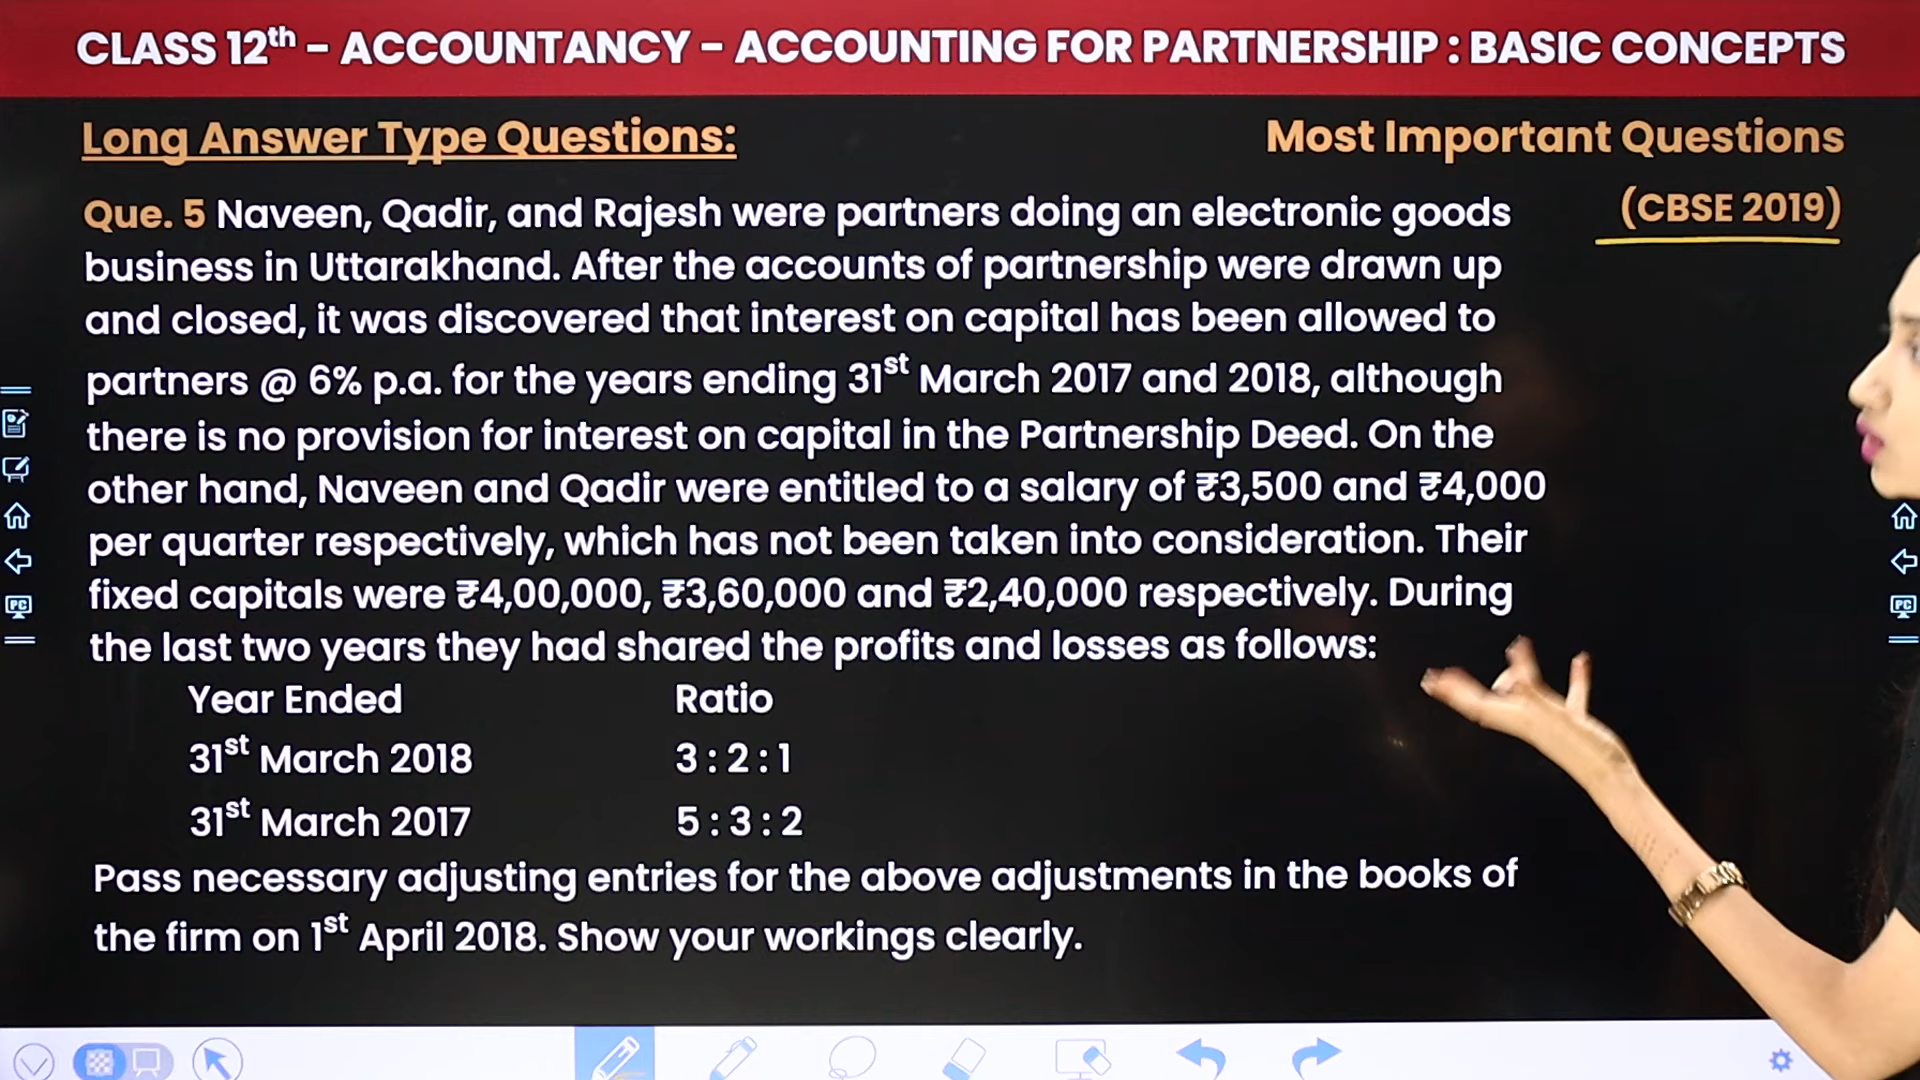 CLASS 12th – ACCOUNTANCY – ACCOUNTING FOR PARTNERSHIP : BASIC CONCEPTS
Long Answer Type Questions:
Most Important Questions
(CBSE 2019)
Que. 5 Naveen, Qadir, and Rajesh were partners doing an electronic goods
business in Uttarakhand. After the accounts of partnership were drawn up
and closed, it was discovered that interest on capital has been allowed to
partners @ 6% p.a. for the years ending 31st March 2017 and 2018, although
there is no provision for interest on capital in the Partnership Deed. On the
other hand, Naveen and Qadir were entitled to a salary of ₹3,500 and ₹4,000
per quarter respectively, which has not been taken into consideration. Their
fixed capitals were ₹4,00,000, ₹3,60,000 and ₹2,40,000 respectively. During
the last two years they had shared the profits and losses as follows:
Year Ended Ratio
31st March 2018 3 : 2 : 1
31st March 2017 5 : 3 : 2
Pass necessary adjusting entries for the above adjustments in the books of
the firm on 1st April 2018. Show your workings clearly.
PC
PC